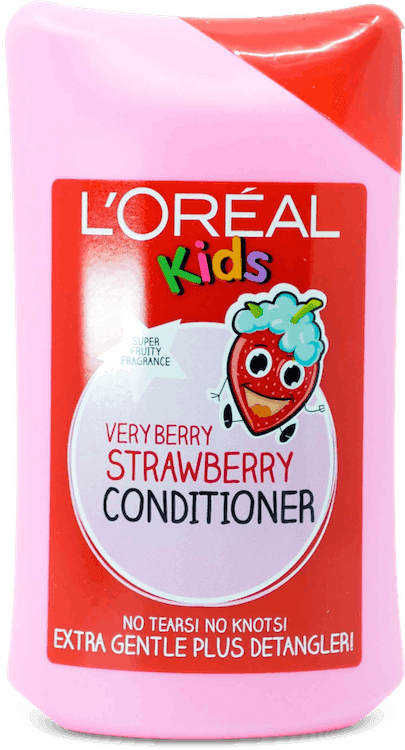 L'ORÉAL
Kids
SUPER
FRUITY
FRAGRANCE
VERY BERRY
STRAWBERRY
CONDITIONER
NO TEARS! NO KNOTS!
EXTRA GENTLE PLUS DETANGLER!